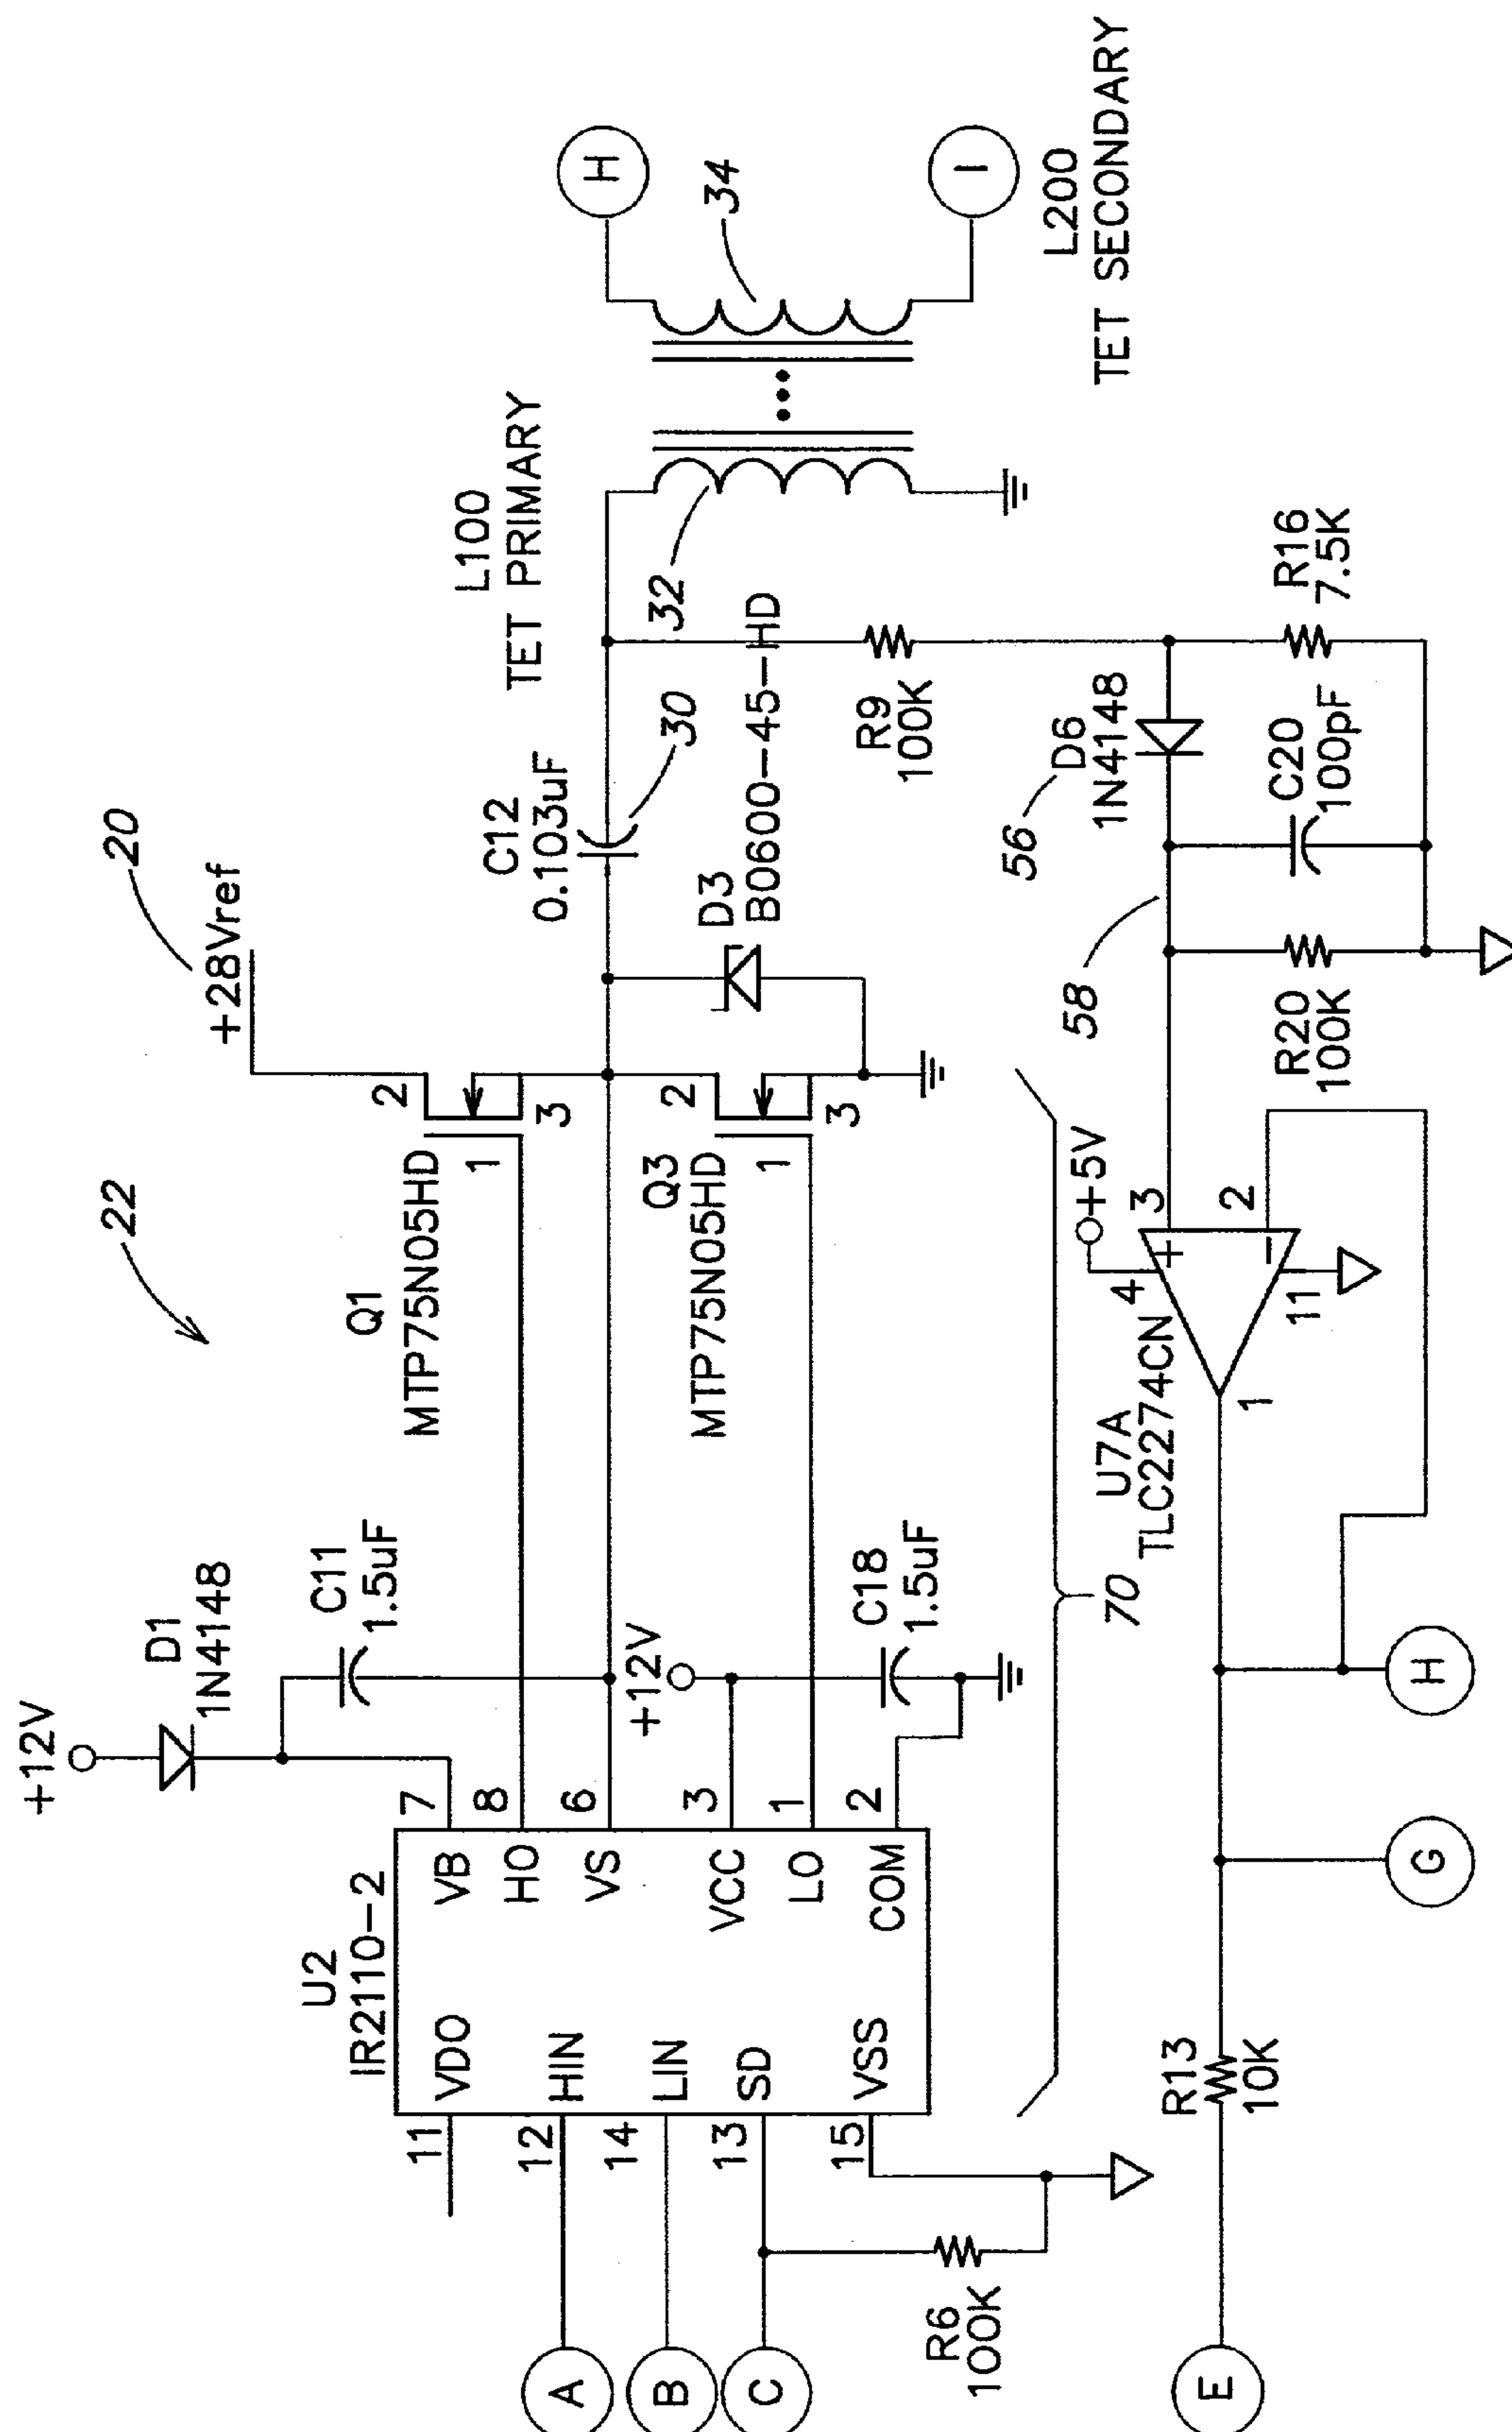 22
20
+28Vref
+12V
D1
1N4148
C11
1.5uF
Q1
MTP75N05HD
2
1
3
Q3
MTP75N05HD
2
1
3
C12
0.103uF
30
D3
B0600-45-HD
L100
TET PRIMARY
32
34
H
I
L200
TET SECONDARY
U2
IR2110-2
11
VDO
12
HIN
14
LIN
13
SD
15
VSS
VB
7
HO
8
VS
6
VCC
3
LO
1
COM
2
+12V
C18
1.5uF
A
B
C
R6
100K
70
R9
100K
56
D6
1N4148
58
R16
7.5K
C20
100pF
R20
100K
+5V
U7A
TLC2274CN
4
3
+
2
−
11
1
H
G
R13
10K
E